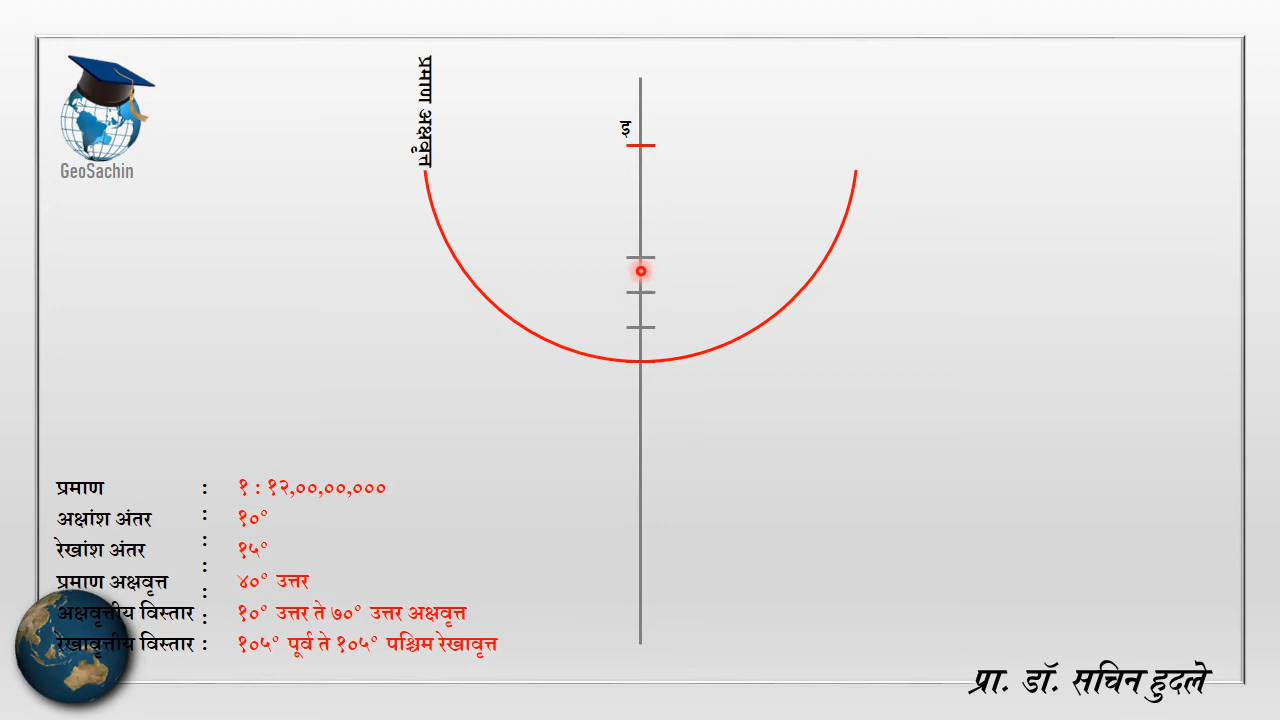 प्रमाण अक्षवृत्त
इ
GeoSachin
प्रमाण : १ : १२,००,००,०००
अक्षांश अंतर : १०°
रेखांश अंतर : १५°
प्रमाण अक्षवृत्त : ४०° उत्तर
अक्षवृत्तीय विस्तार : १०° उत्तर ते ७०° उत्तर अक्षवृत्त
रेखावृत्तीय विस्तार : १०५° पूर्व ते १०५° पश्चिम रेखावृत्त
प्रा. डॉ. सचिन हुदले